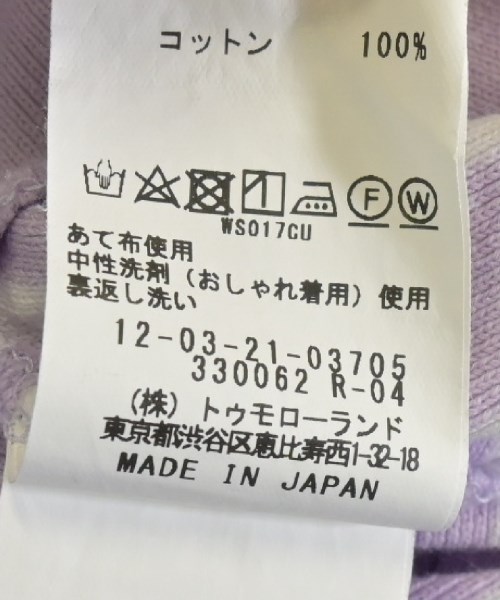 コットン 100%
F W
WS017CU
あて布使用
中性洗剤(おしゃれ着用)使用
裏返し洗い
12-03-21-03705
330062 R-04
(株) トゥモローランド
東京都渋谷区恵比寿西1-32-18
MADE IN JAPAN